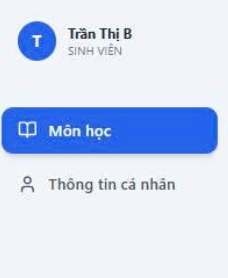 T
Trần Thị B
SINH VIÊN
Môn học
Thông tin cá nhân